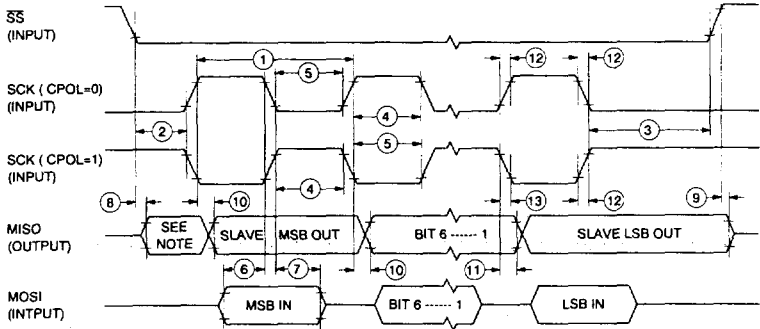 SS
(INPUT)
1
12
12
5
SCK ( CPOL=0)
(INPUT)
4
2
3
5
SCK ( CPOL=1)
(INPUT)
4
13
12
8
10
9
MISO
(OUTPUT)
SEE
NOTE
SLAVE MSB OUT
BIT 6 ------ 1
SLAVE LSB OUT
6
7
10
11
MOSI
(INTPUT)
MSB IN
BIT 6 ------ 1
LSB IN